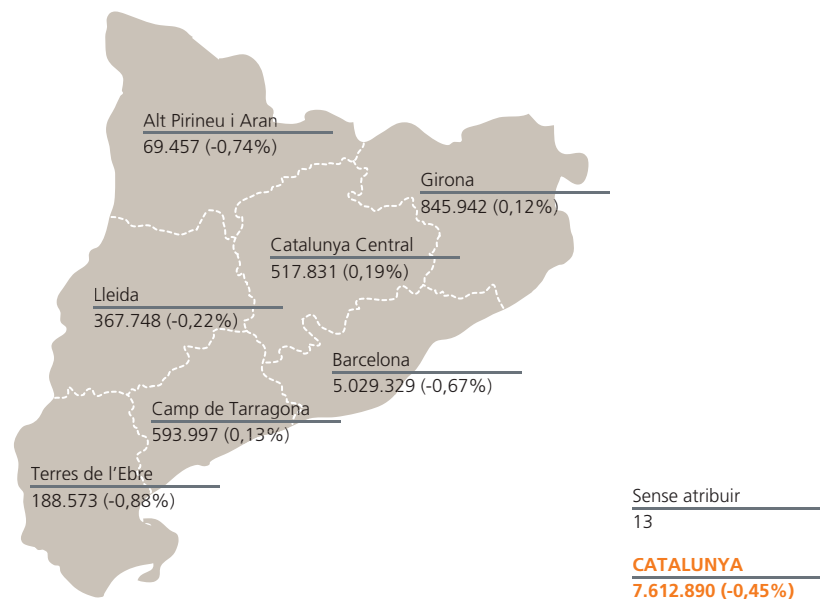 Alt Pirineu i Aran
69.457 (-0,74%)
Girona
845.942 (0,12%)
Catalunya Central
517.831 (0,19%)
Lleida
367.748 (-0,22%)
Barcelona
5.029.329 (-0,67%)
Camp de Tarragona
593.997 (0,13%)
Terres de l’Ebre
188.573 (-0,88%)
Sense atribuir
13
CATALUNYA
7.612.890 (-0,45%)